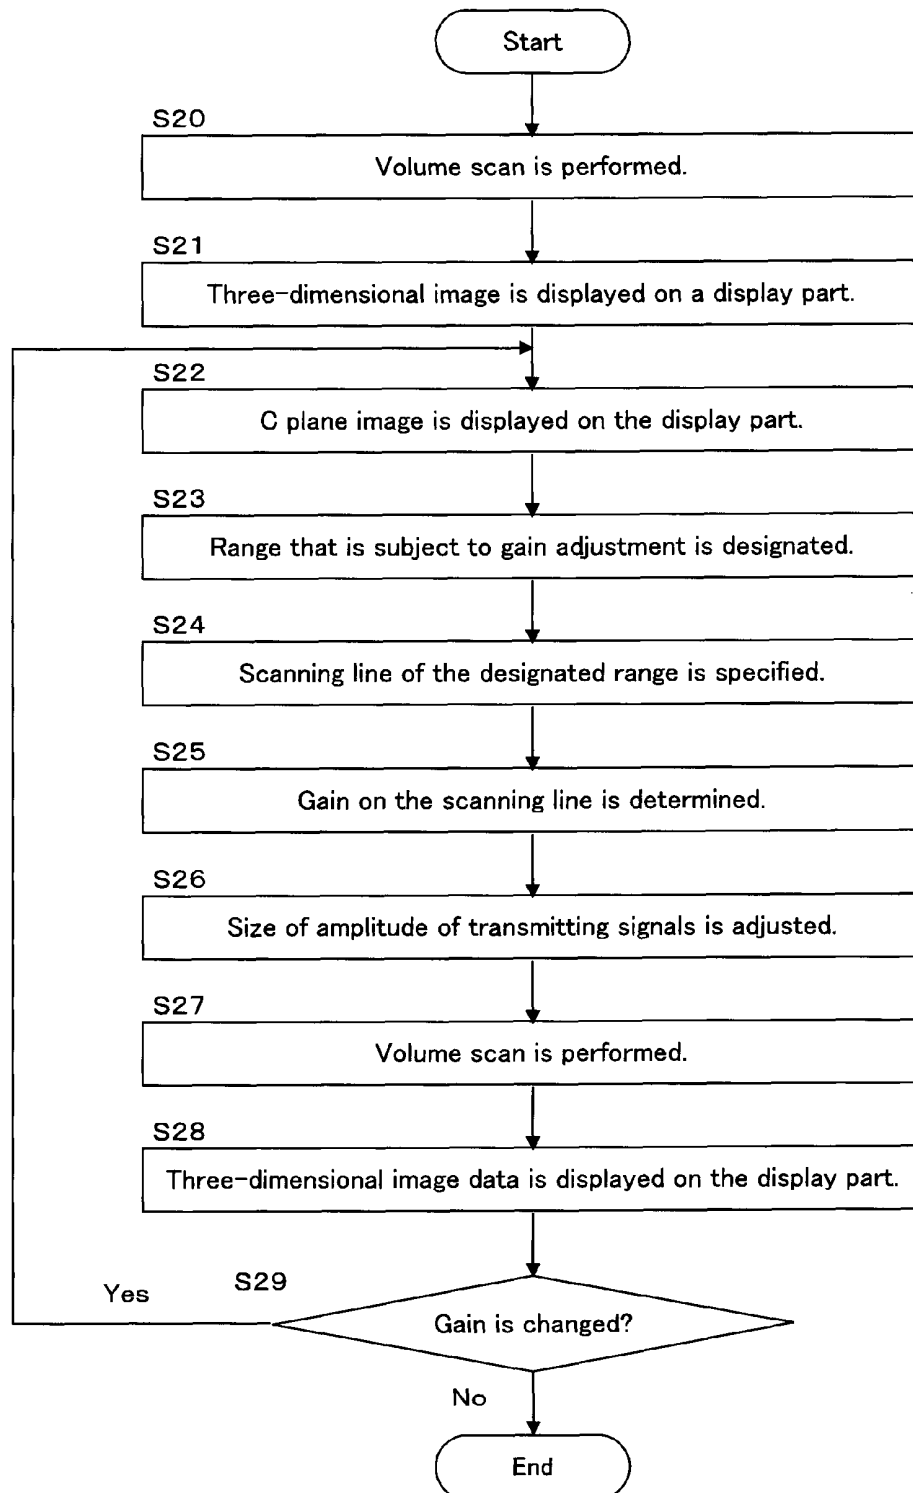 Start
S20
Volume scan is performed.
S21
Three-dimensional image is displayed on a display part.
S22
C plane image is displayed on the display part.
S23
Range that is subject to gain adjustment is designated.
S24
Scanning line of the designated range is specified.
S25
Gain on the scanning line is determined.
S26
Size of amplitude of transmitting signals is adjusted.
S27
Volume scan is performed.
S28
Three-dimensional image data is displayed on the display part.
S29
Yes
Gain is changed?
No
End